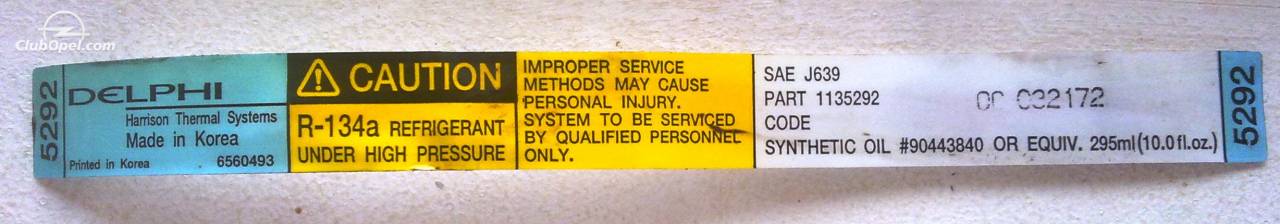 ClubOpel.com
5292
DELPHI
Harrison Thermal Systems
Made in Korea
Printed in Korea 6560493
CAUTION
R-134a REFRIGERANT
UNDER HIGH PRESSURE
IMPROPER SERVICE
METHODS MAY CAUSE
PERSONAL INJURY.
SYSTEM TO BE SERVICED
BY QUALIFIED PERSONNEL
ONLY.
SAE J639
PART 1135292
032172
CODE
SYNTHETIC OIL #90443840 OR EQUIV. 295ml(10.0fl.oz.)
5292